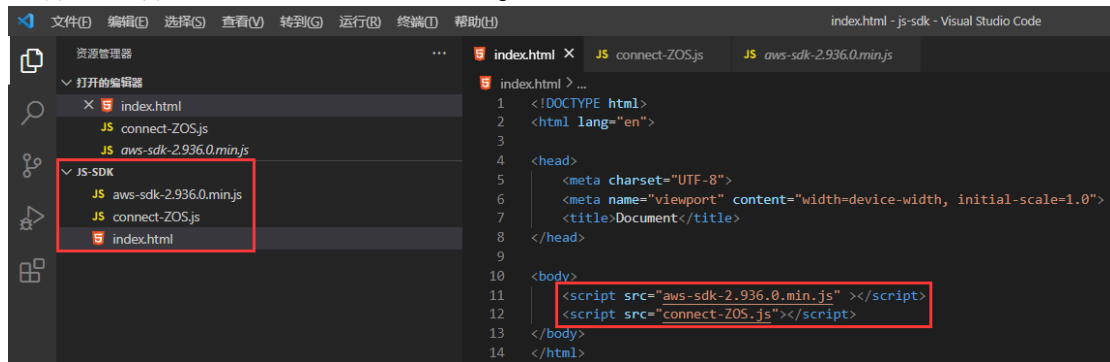 文件(F) 编辑(E) 选择(S) 查看(V) 转到(G) 运行(R) 终端(T) 帮助(H) index.html - js-sdk - Visual Studio Code
资源管理器
打开的编辑器
index.html
JS connect-ZOS.js
JS aws-sdk-2.936.0.min.js
JS-SDK
JS aws-sdk-2.936.0.min.js
JS connect-ZOS.js
index.html
index.html JS connect-ZOS.js JS aws-sdk-2.936.0.min.js
index.html > ...
1 <!DOCTYPE html>
2 <html lang="en">
3
4 <head>
5 <meta charset="UTF-8">
6 <meta name="viewport" content="width=device-width, initial-scale=1.0">
7 <title>Document</title>
8 </head>
9
10 <body>
11 <script src="aws-sdk-2.936.0.min.js" ></script>
12 <script src="connect-ZOS.js"></script>
13 </body>
14 </html>